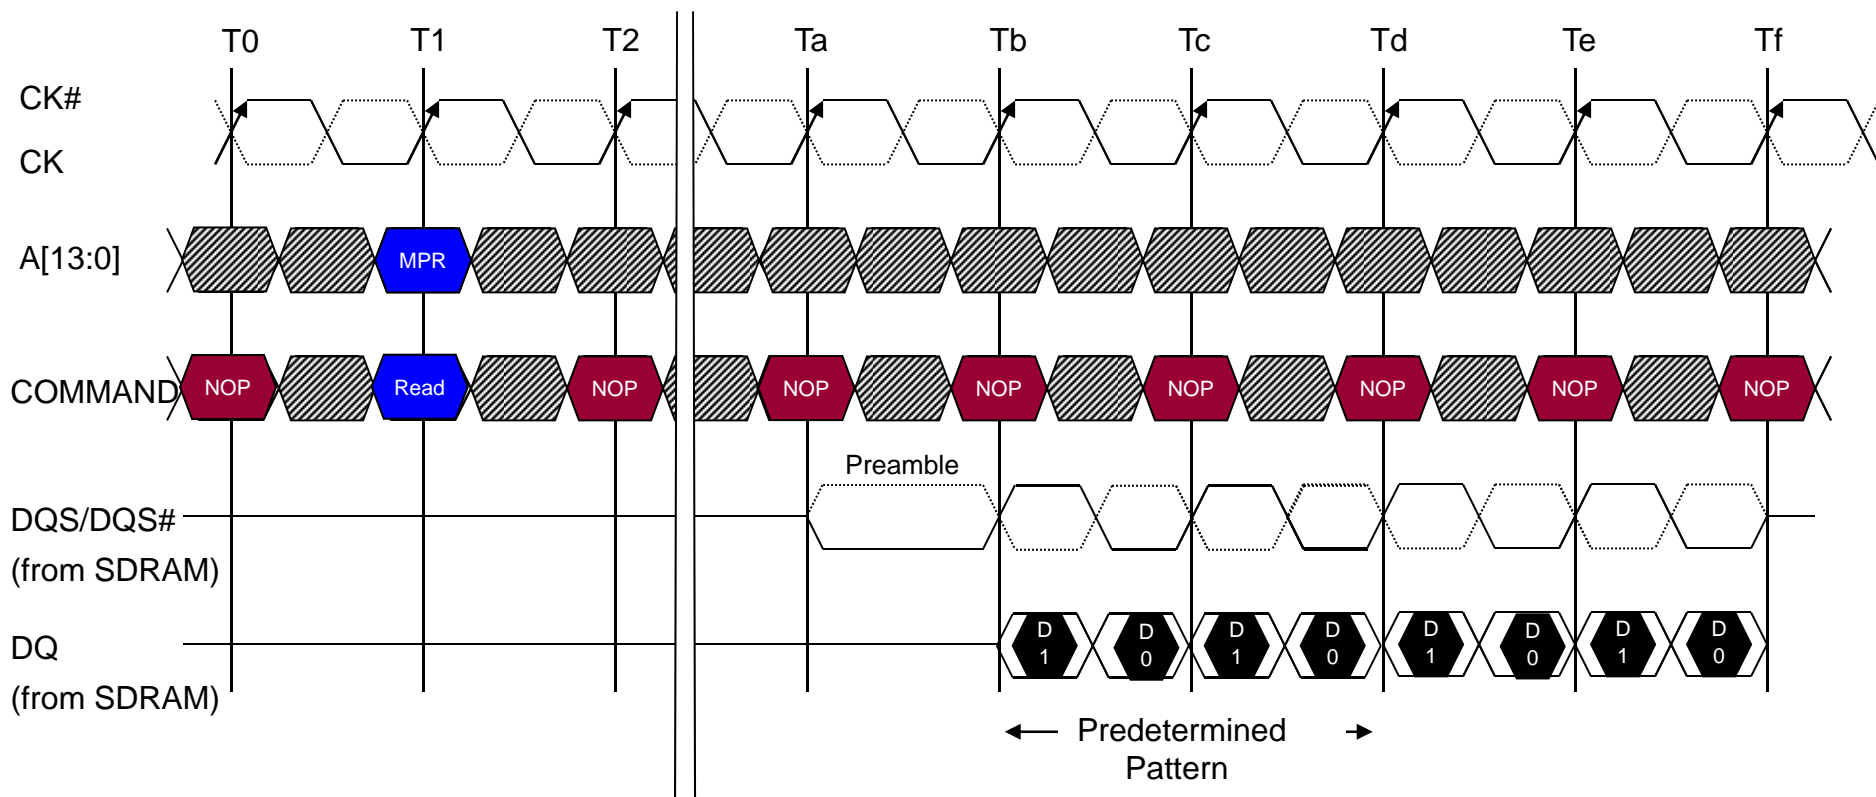 T0 T1 T2 Ta Tb Tc Td Te Tf
CK#
CK
A[13:0] MPR
COMMAND NOP Read NOP NOP NOP NOP NOP NOP NOP
Preamble
DQS/DQS#
(from SDRAM)
D D D D D D D D
DQ 1 0 1 0 1 0 1 0
(from SDRAM)
Predetermined
Pattern